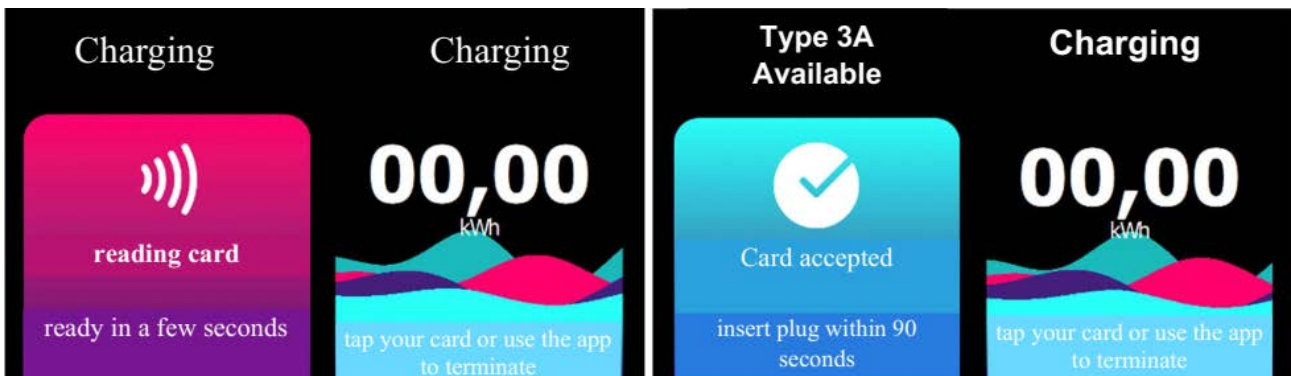 Charging
reading card
ready in a few seconds
Charging
00,00
kWh
tap your card or use the app
to terminate
Type 3A
Available
Card accepted
insert plug within 90
seconds
Charging
00,00
kWh
tap your card or use the app
to terminate